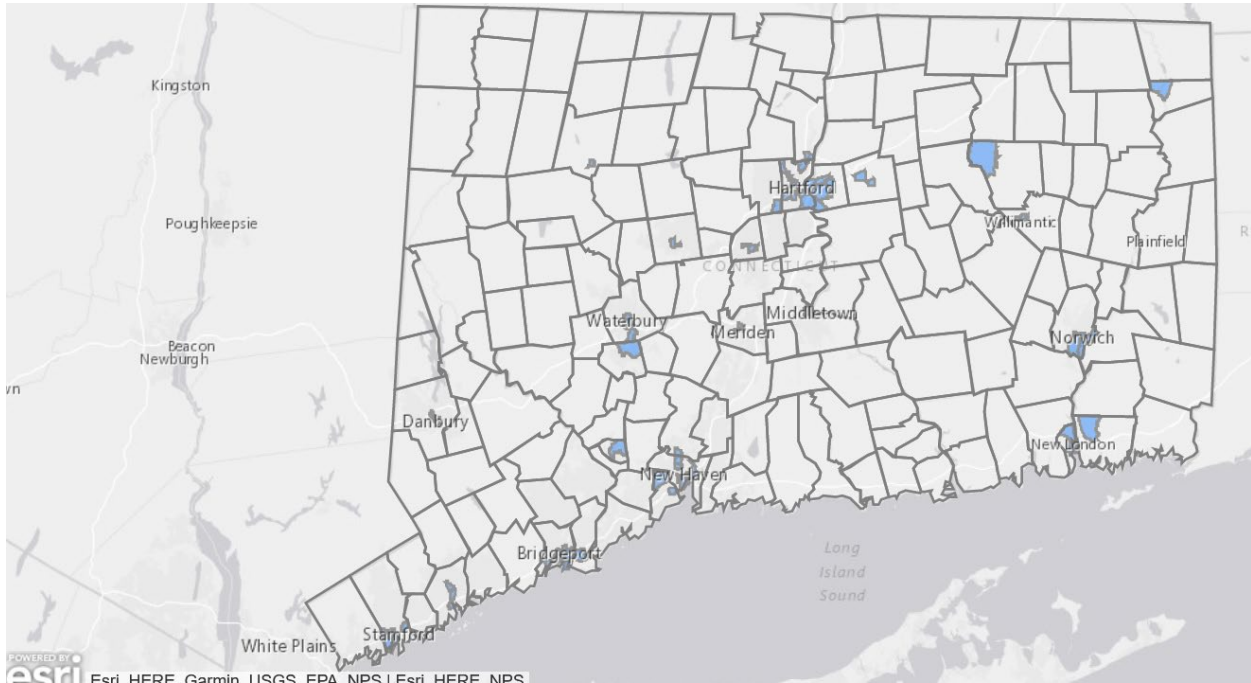 Kingston
Hartford
Poughkeepsie
Willimantic
Plainfield
R
CONNECTICUT
Waterbury
Middletown
Meriden
Norwich
Beacon
Newburgh
wn
Danbury
New London
New Haven
Bridgeport
Long
Island
Sound
Stamford
White Plains
POWERED BY
esri
Esri, HERE, Garmin, USGS, EPA, NPS | Esri, HERE, NPS